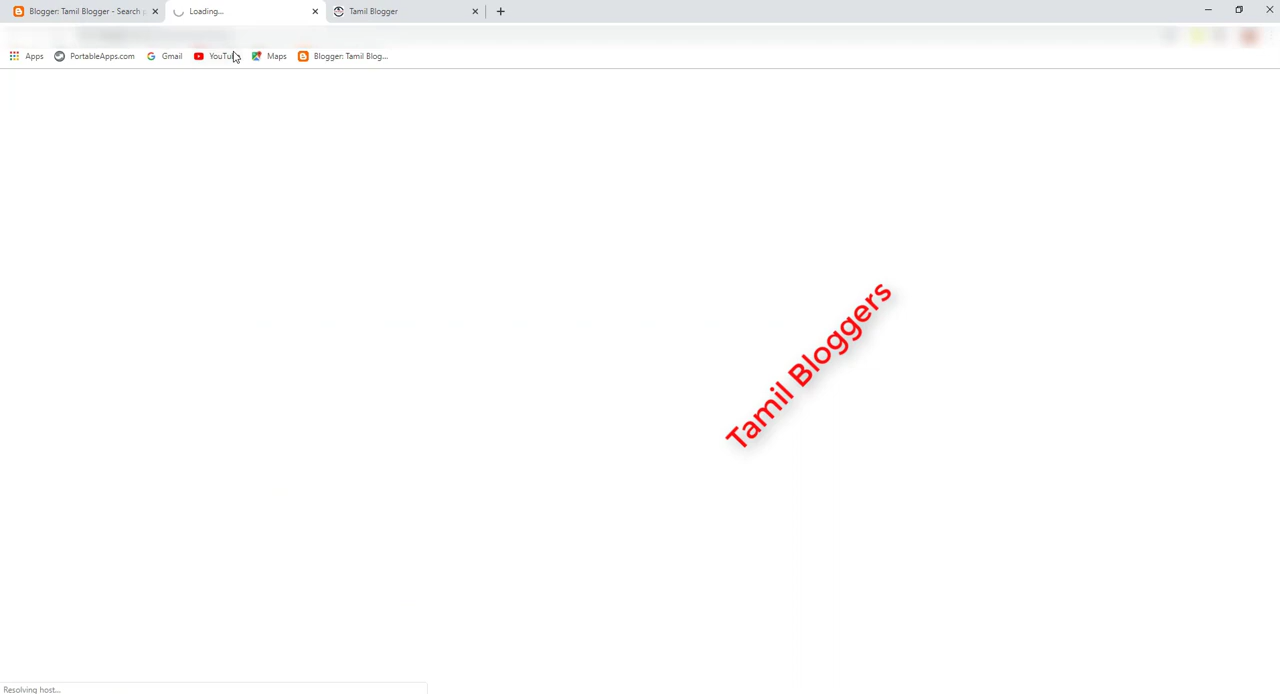 Blogger: Tamil Blogger - Search p
Loading...
Tamil Blogger
Apps
PortableApps.com
Gmail
YouTube
Maps
Blogger: Tamil Blog...
Tamil Bloggers
Resolving host...